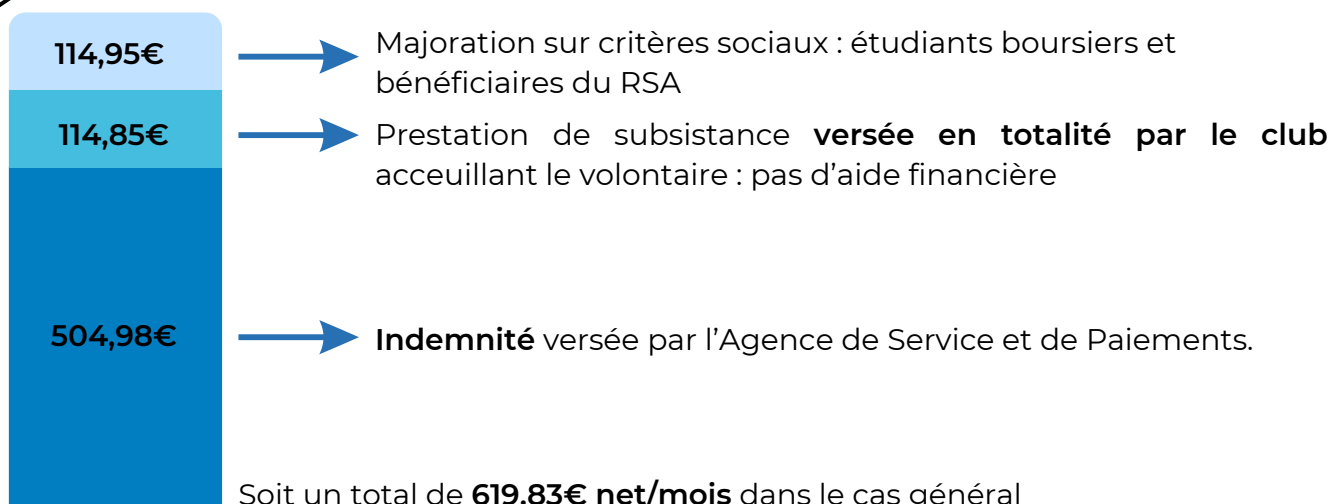 114,95€
Majoration sur critères sociaux : étudiants boursiers et
bénéficiaires du RSA
114,85€
Prestation de subsistance versée en totalité par le club
acceuillant le volontaire : pas d’aide financière
504,98€
Indemnité versée par l’Agence de Service et de Paiements.
Soit un total de 619,83€ net/mois dans le cas général